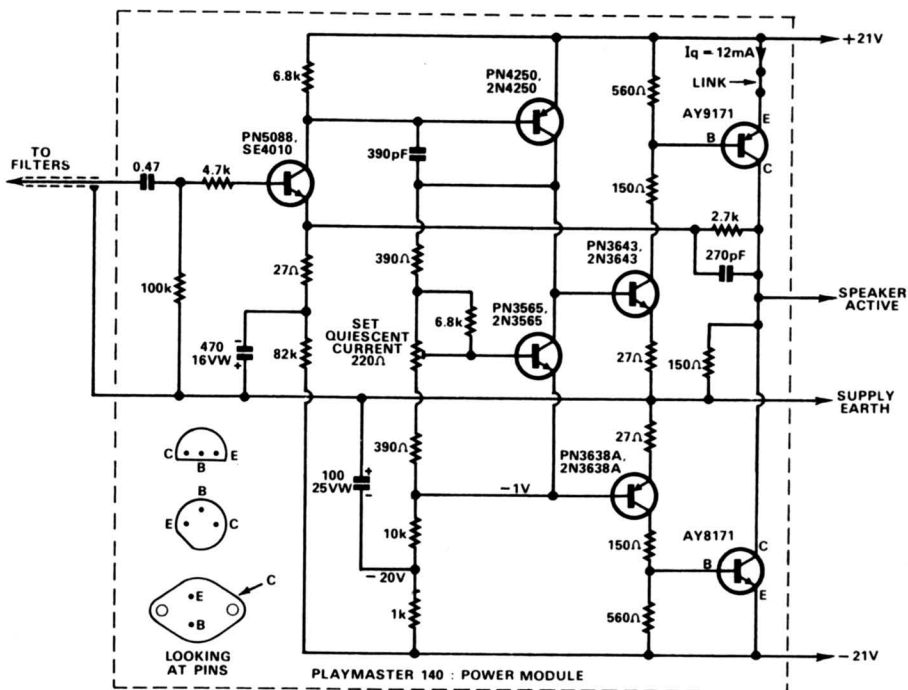 +21V
Iq = 12mA
LINK
6.8k
PN4250,
2N4250
560Ω
AY9171
E
B
C
PN5088,
SE4010
TO
FILTERS
0.47
4.7k
390pF
150Ω
2.7k
270pF
100k
27Ω
390Ω
PN3643,
2N3643
SPEAKER
ACTIVE
470
16VW
-
+
82k
SET
QUIESCENT
CURRENT
220Ω
6.8k
PN3565,
2N3565
27Ω
150Ω
SUPPLY
EARTH
C B E
B
E C
100
25VW
+
-
390Ω
27Ω
PN3638A,
2N3638A
-1V
10k
150Ω
AY8171
C
B
E
-20V
C
E
B
1k
560Ω
LOOKING
AT PINS
-21V
PLAYMASTER 140 : POWER MODULE